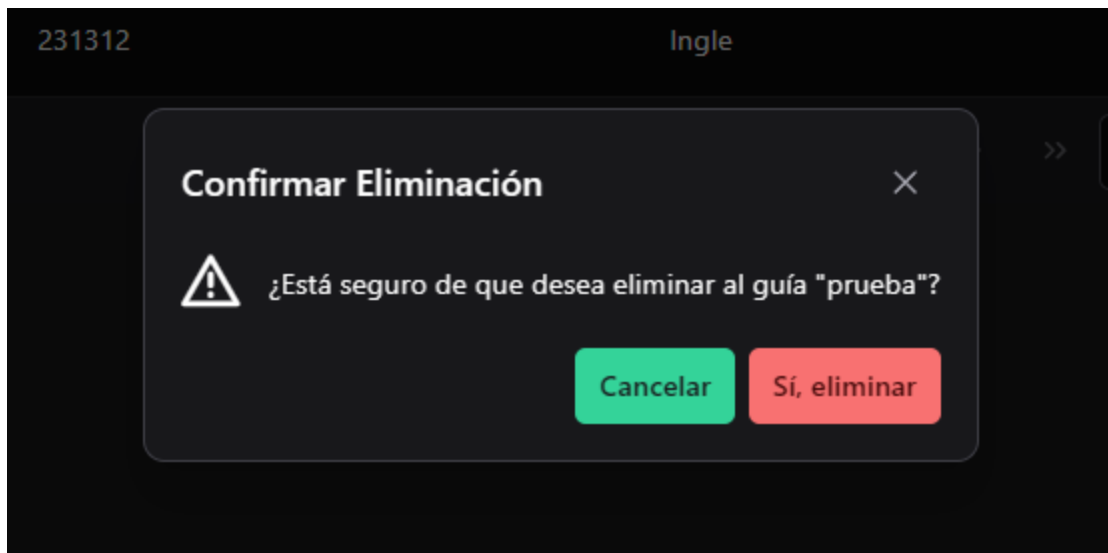 231312 Ingle
Confirmar Eliminación
¿Está seguro de que desea eliminar al guía "prueba"?
Cancelar Sí, eliminar